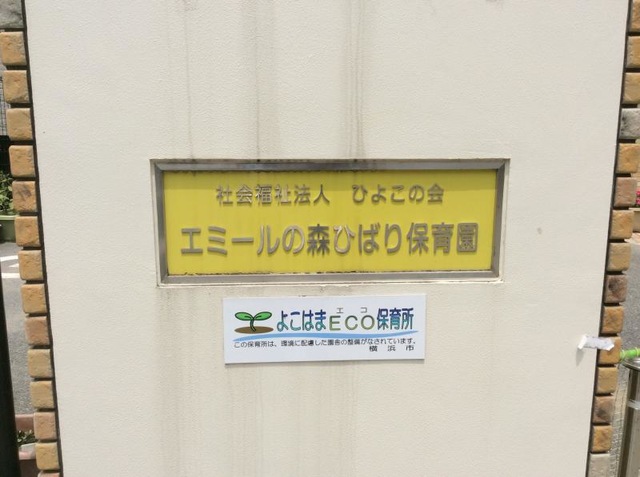 社会福祉法人 ひよこの会
エミールの森ひばり保育園
よこはまECO保育所
エコ
この保育所は、環境に配慮した園舎の整備がなされています。
横浜市